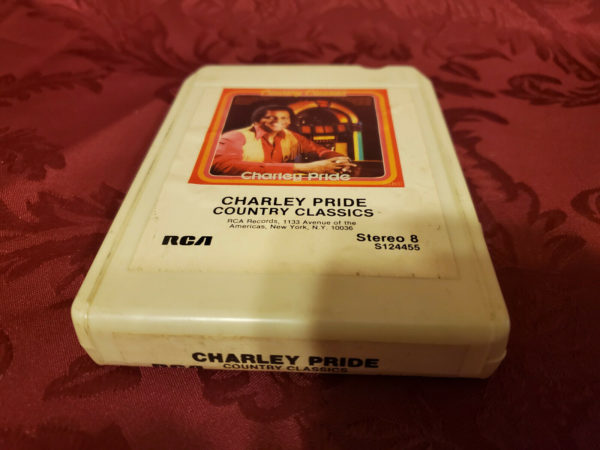 Country Classics
Charley Pride
CHARLEY PRIDE
COUNTRY CLASSICS
RCA Records, 1133 Avenue of the
Americas, New York, N.Y. 10036
RCA
Stereo 8
S124455
CHARLEY PRIDE
RCA COUNTRY CLASSICS